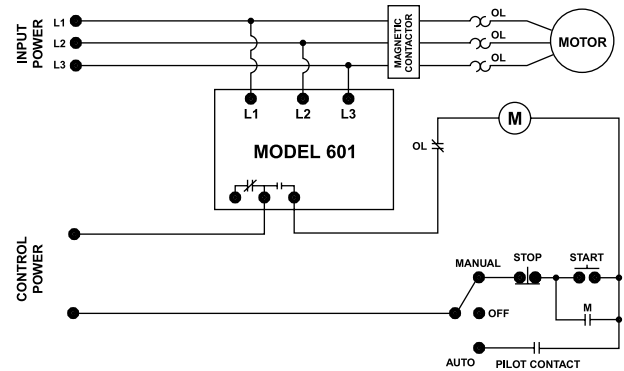 INPUT
POWER
L1
L2
L3
MAGNETIC
CONTACTOR
OL
OL
OL
MOTOR
L1 L2 L3
MODEL 601
OL
M
CONTROL
POWER
MANUAL
STOP
START
OFF
M
AUTO
PILOT CONTACT